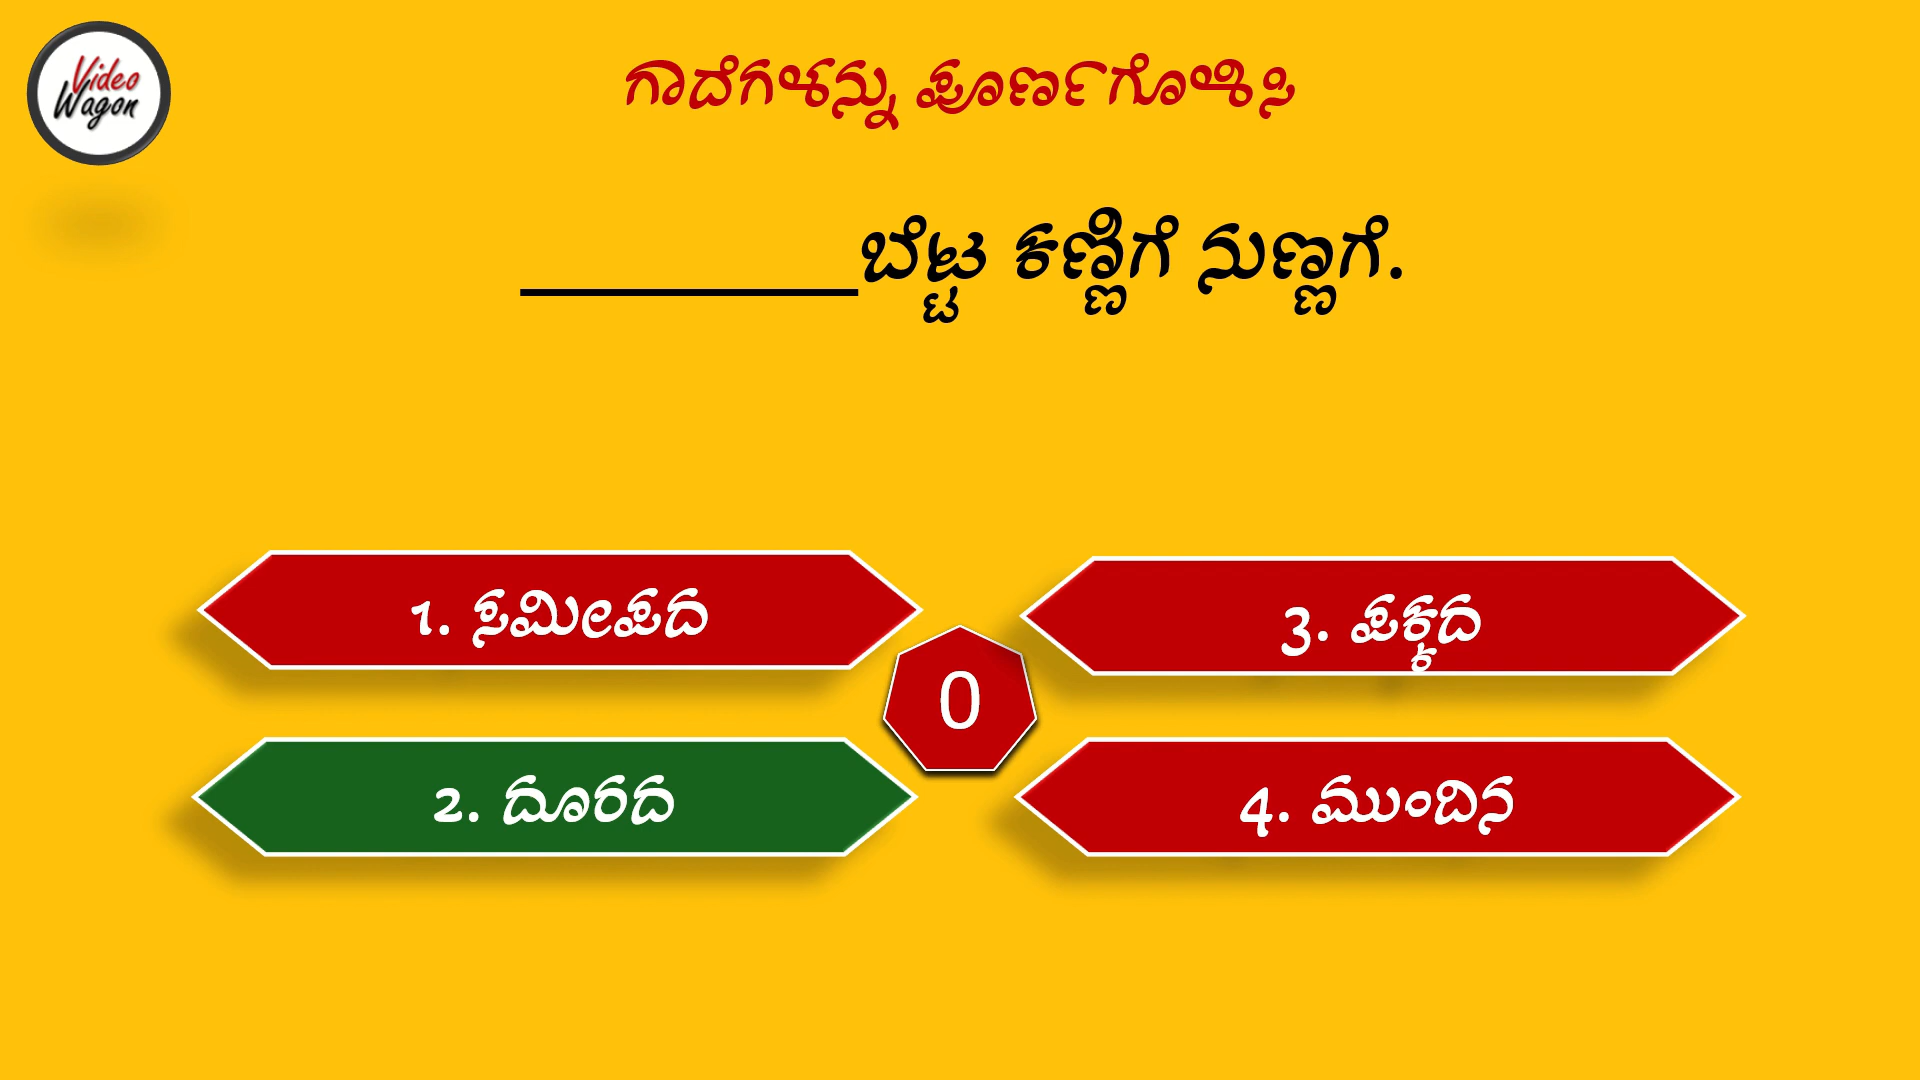 Video
Wagon
ಗಾದೆಗಳನ್ನು ಪೂರ್ಣಗೊಳಿಸಿ
________ಬೆಟ್ಟ ಕಣ್ಣಿಗೆ ನುಣ್ಣಗೆ.
1. ಸಮೀಪದ
3. ಪಕ್ಕದ
0
2. ದೂರದ
4. ಮುಂದಿನ